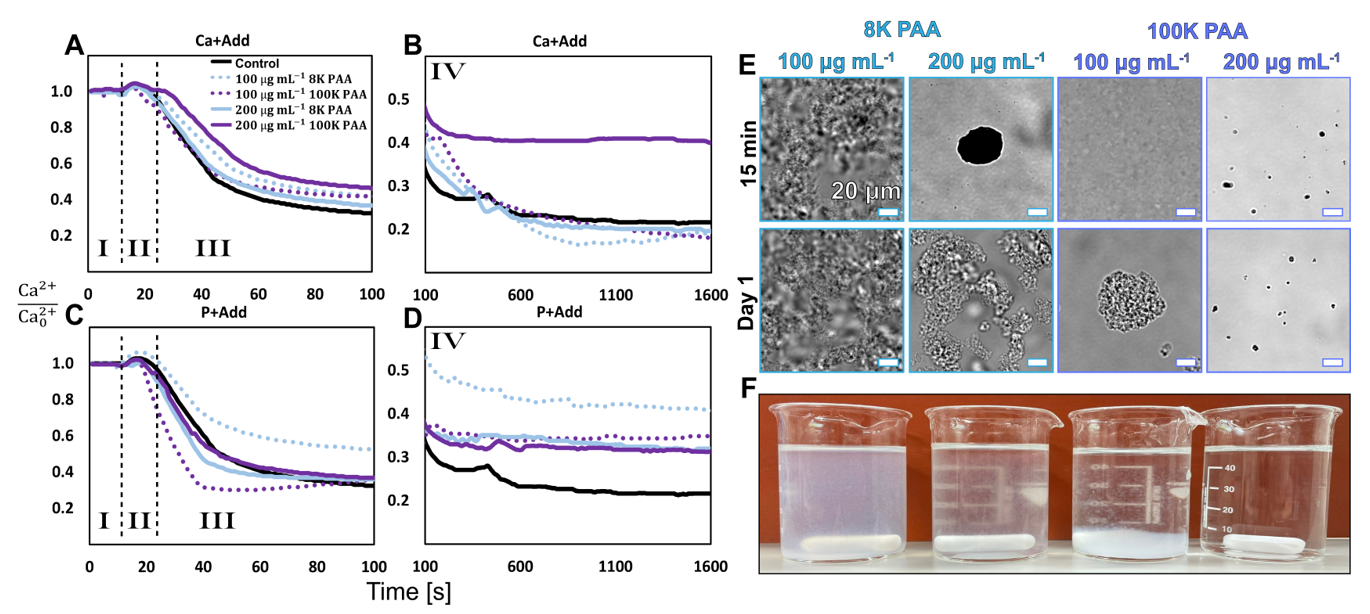 A
Ca+Add
Control
100 μg mL⁻¹ 8K PAA
100 μg mL⁻¹ 100K PAA
200 μg mL⁻¹ 8K PAA
200 μg mL⁻¹ 100K PAA
1.0
0.8
0.6
0.4
0.2
I II III
0 20 40 60 80 100
B
Ca+Add
IV
0.5
0.4
0.3
0.2
100 600 1100 1600
Ca²⁺
Ca₀²⁺
C
P+Add
1.0
0.8
0.6
0.4
0.2
I II III
0 20 40 60 80 100
D
P+Add
IV
0.5
0.4
0.3
0.2
100 600 1100 1600
Time [s]
8K PAA 100K PAA
E
100 μg mL⁻¹ 200 μg mL⁻¹ 100 μg mL⁻¹ 200 μg mL⁻¹
15 min
20 μm
Day 1
F
40
30
20
10